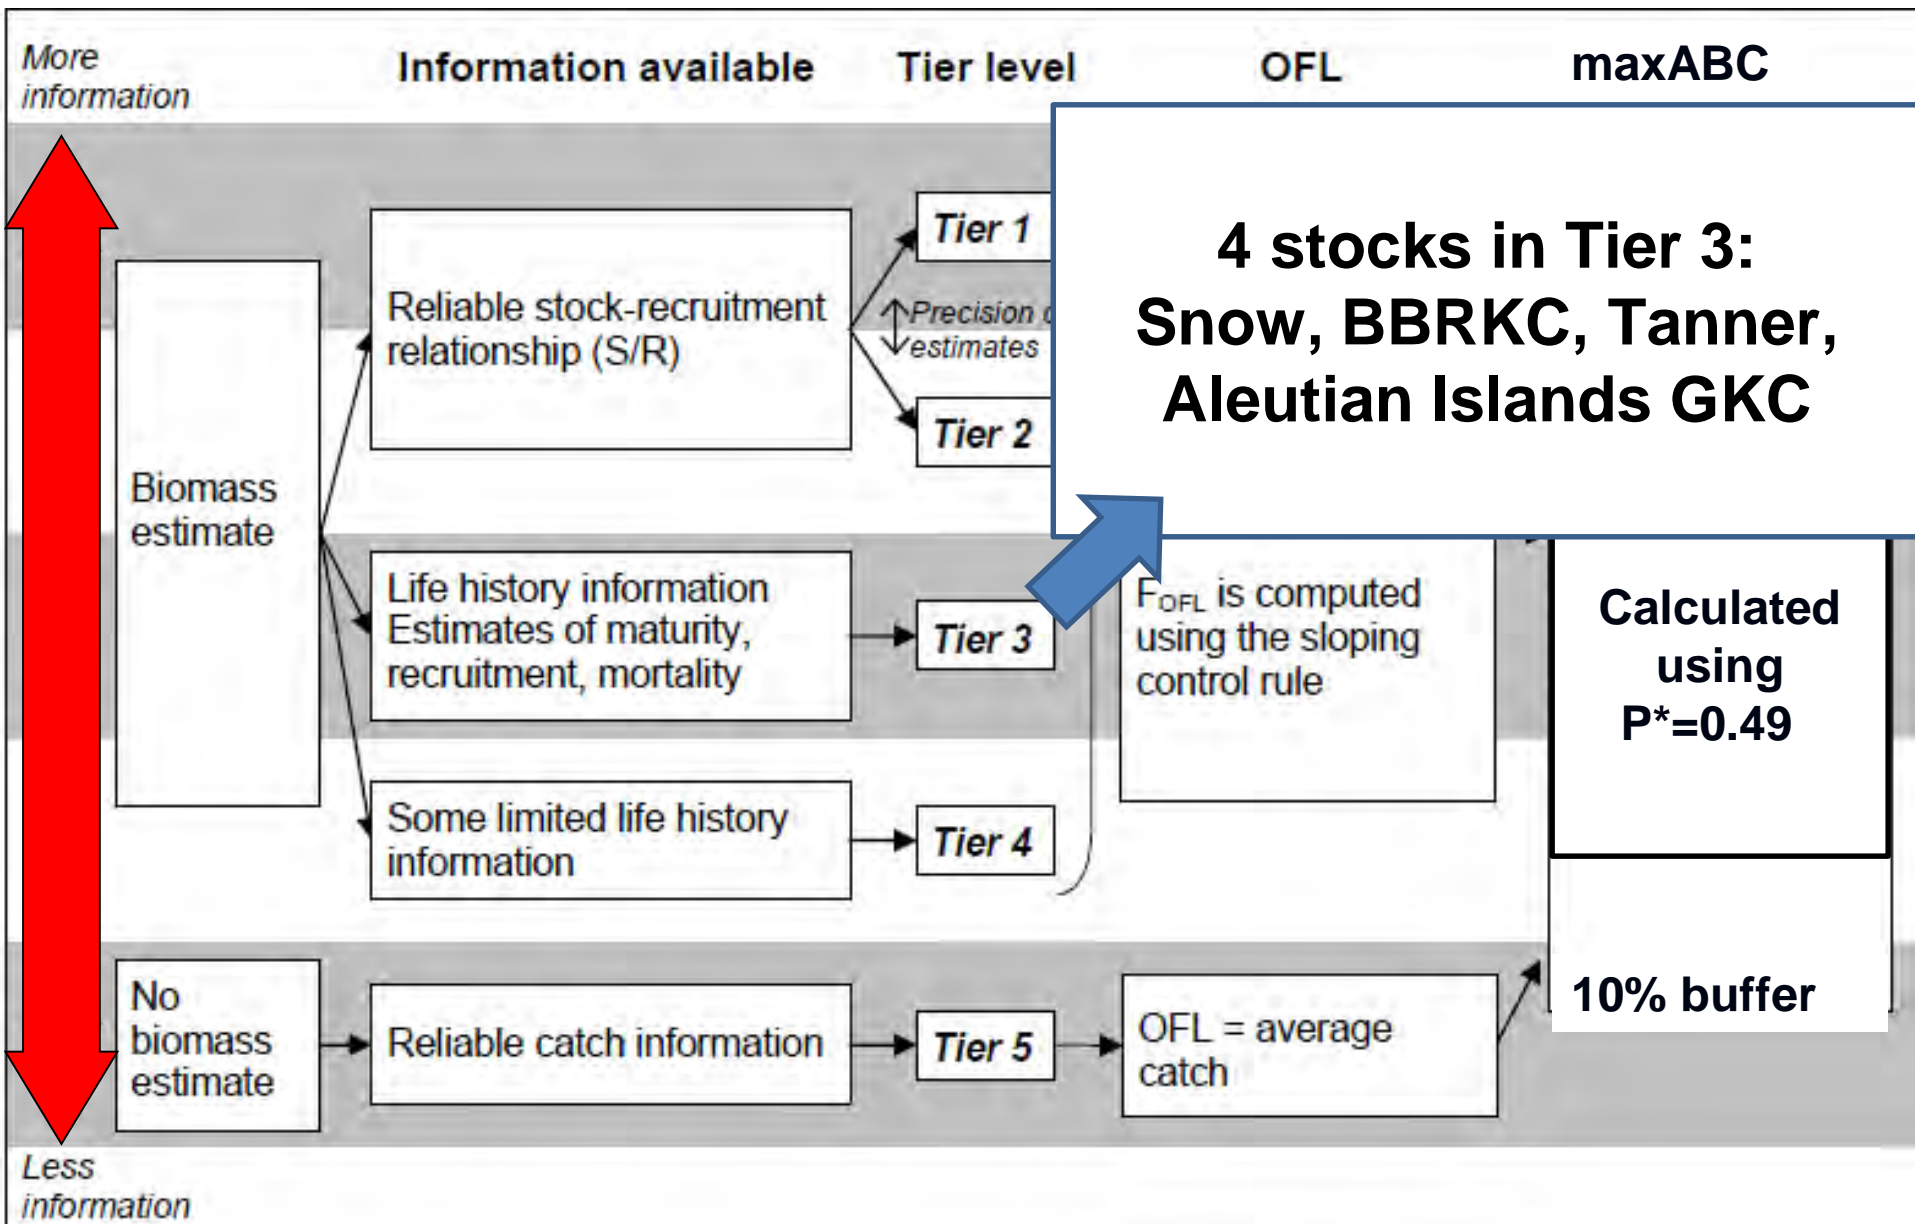 More
information
Information available
Tier level
OFL
maxABC
4 stocks in Tier 3:
Snow, BBRKC, Tanner,
Aleutian Islands GKC
Biomass
estimate
Reliable stock-recruitment
relationship (S/R)
Tier 1
Precision
estimates
Tier 2
Life history information
Estimates of maturity,
recruitment, mortality
Tier 3
FOFL is computed
using the sloping
control rule
Calculated
using
P*=0.49
Some limited life history
information
Tier 4
No
biomass
estimate
Reliable catch information
Tier 5
OFL = average
catch
10% buffer
Less
information